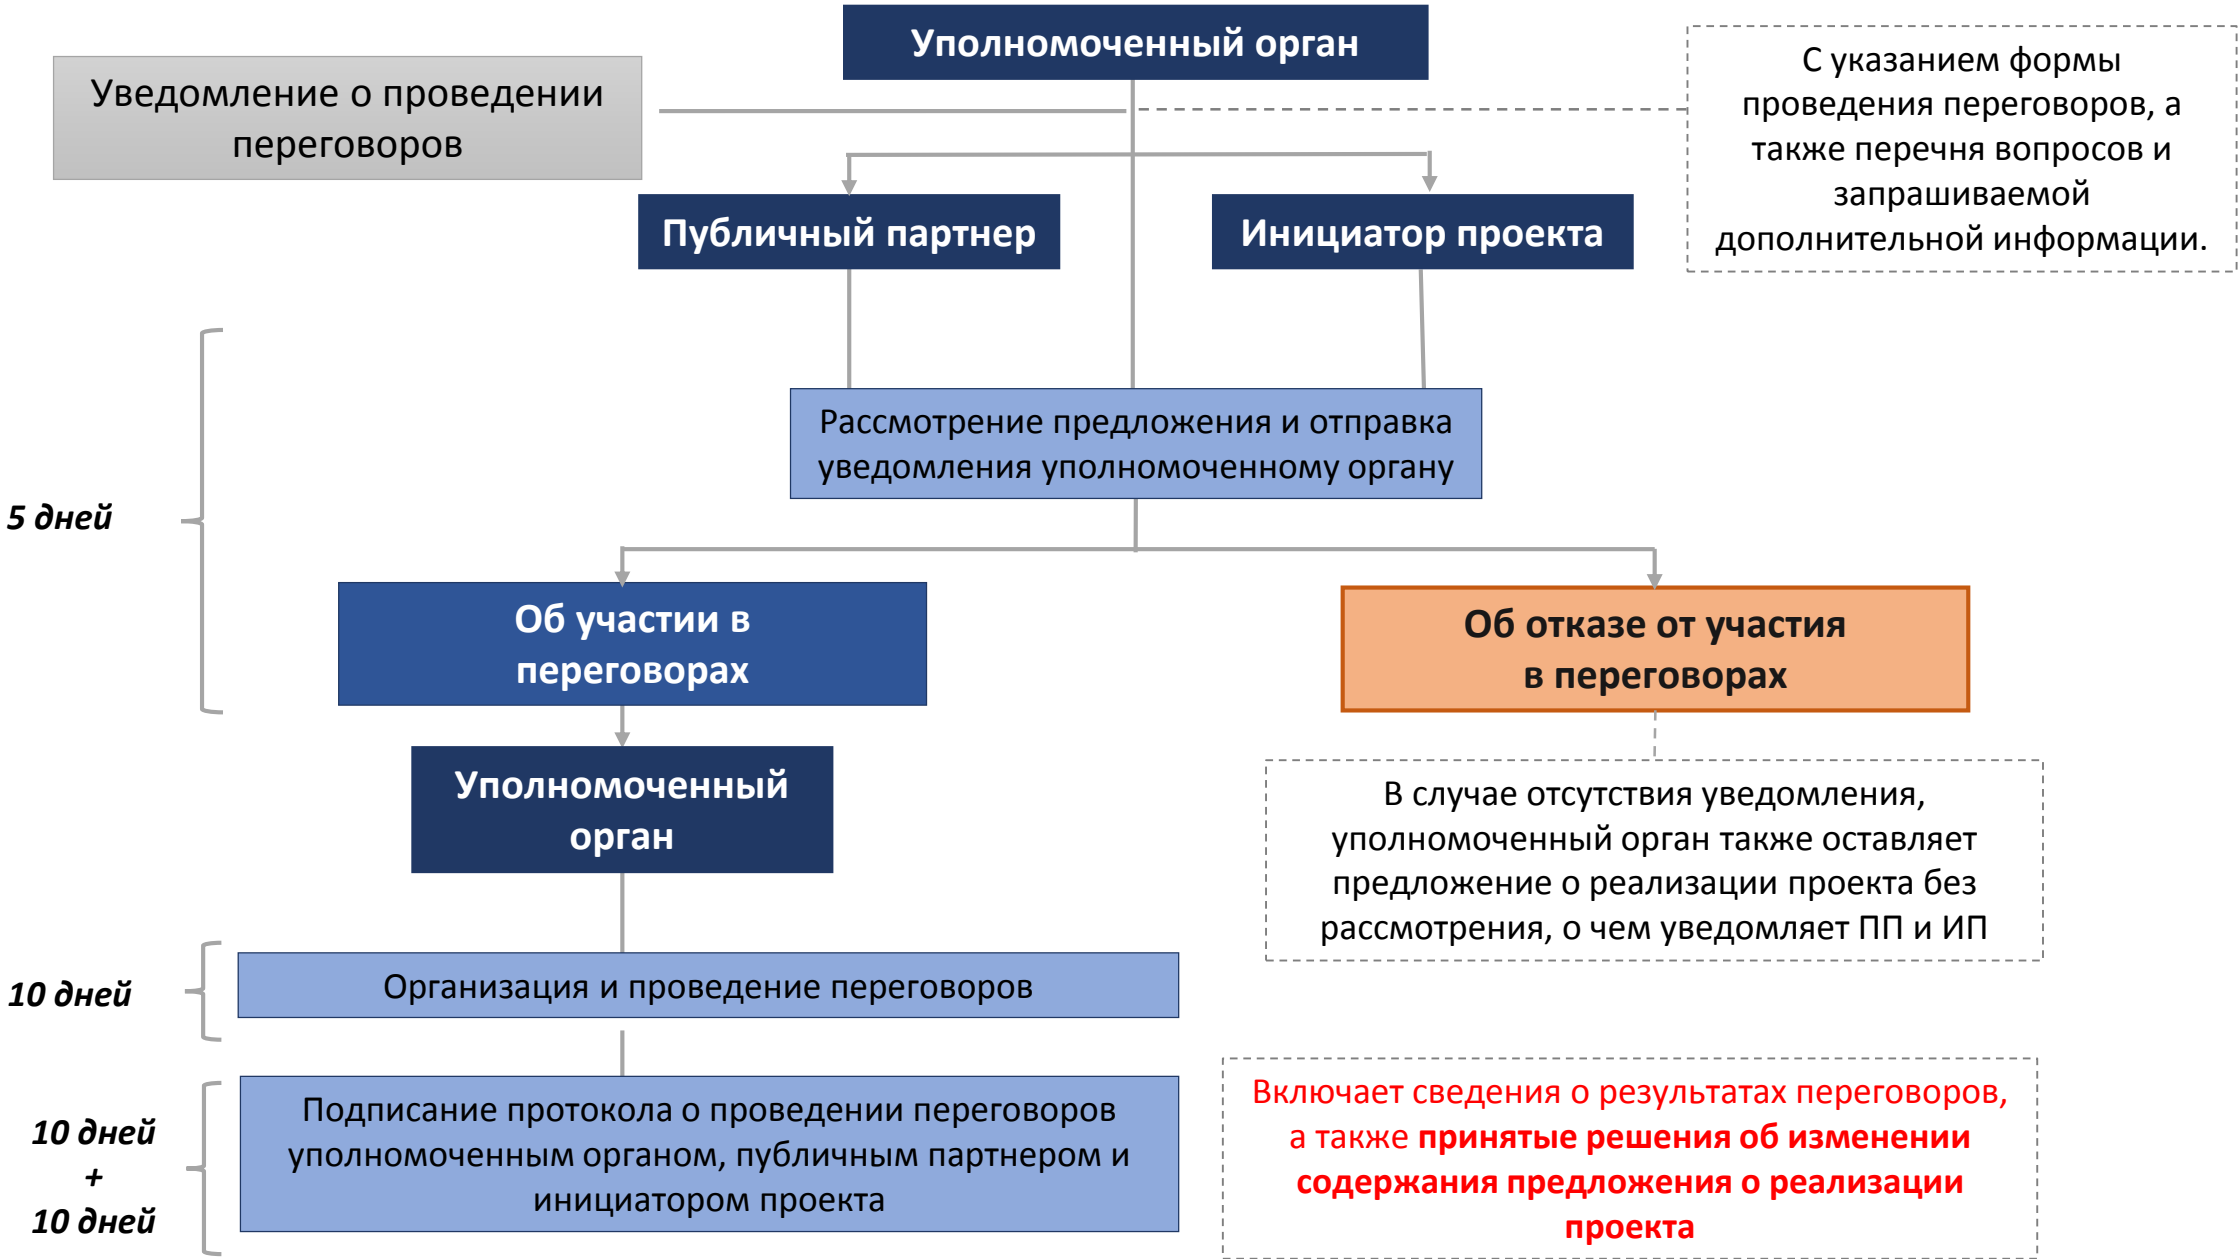 Уполномоченный орган
Уведомление о проведении
переговоров
С указанием формы
проведения переговоров, а
также перечня вопросов и
запрашиваемой
дополнительной информации.
Публичный партнер
Инициатор проекта
Рассмотрение предложения и отправка
уведомления уполномоченному органу
5 дней
Об участии в
переговорах
Об отказе от участия
в переговорах
Уполномоченный
орган
В случае отсутствия уведомления,
уполномоченный орган также оставляет
предложение о реализации проекта без
рассмотрения, о чем уведомляет ПП и ИП
10 дней
Организация и проведение переговоров
10 дней
+
10 дней
Подписание протокола о проведении переговоров
уполномоченным органом, публичным партнером и
инициатором проекта
Включает сведения о результатах переговоров,
а также принятые решения об изменении
содержания предложения о реализации
проекта